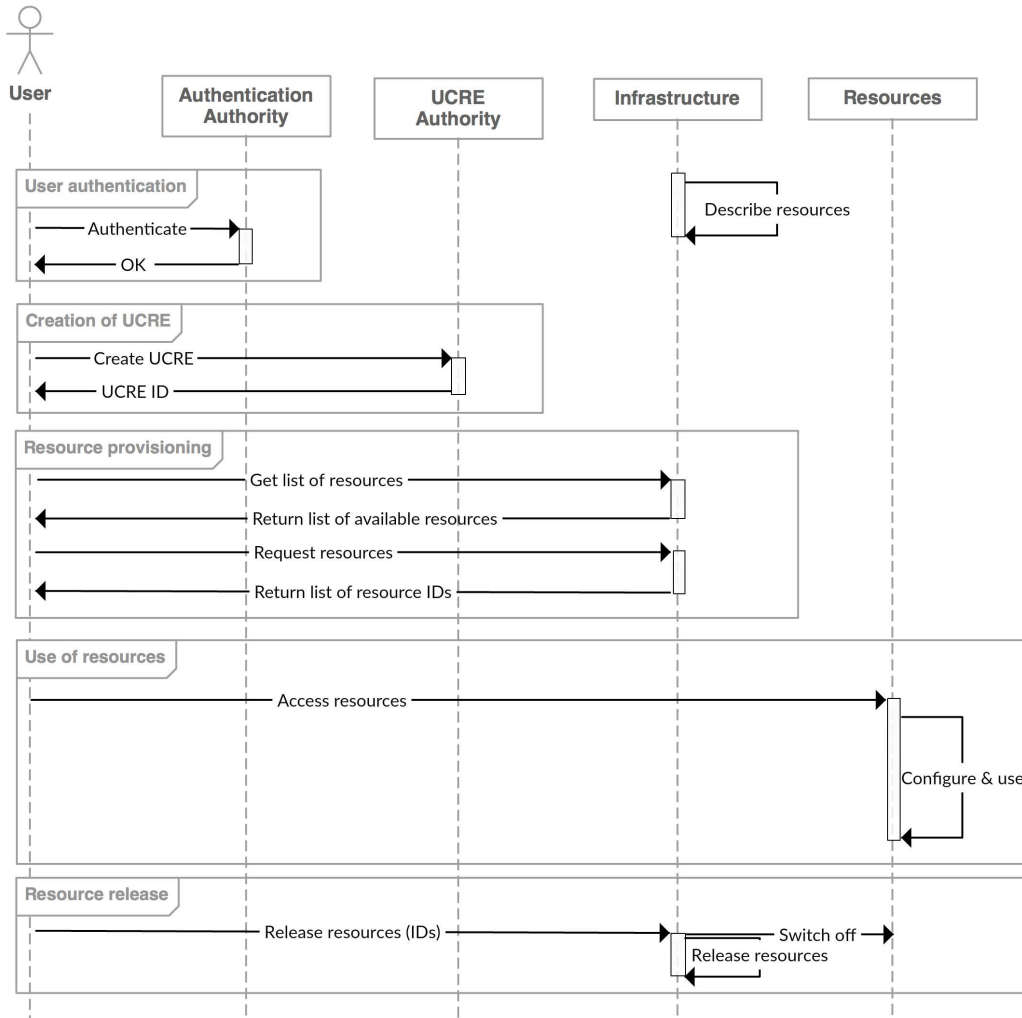 User
Authentication
Authority
UCRE
Authority
Infrastructure
Resources
User authentication
Describe resources
Authenticate
OK
Creation of UCRE
Create UCRE
UCRE ID
Resource provisioning
Get list of resources
Return list of available resources
Request resources
Return list of resource IDs
Use of resources
Access resources
Configure & use
Resource release
Release resources (IDs)
Switch off
Release resources